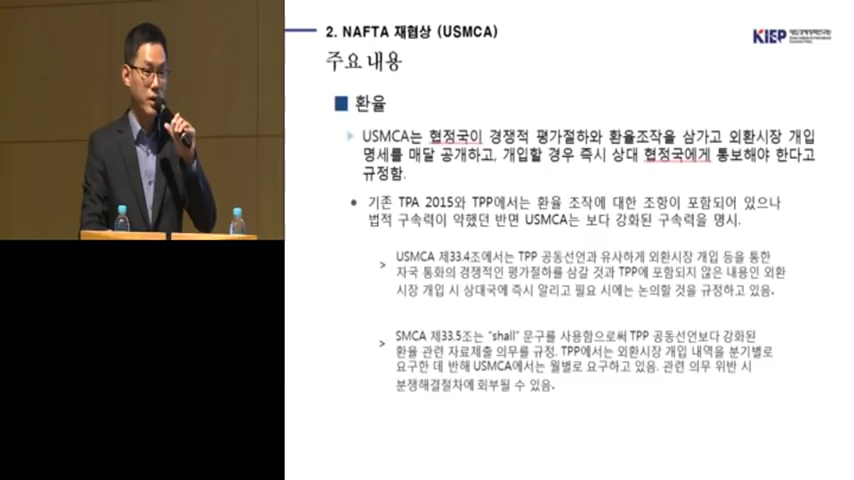 2. NAFTA 재협상 (USMCA)
KIEP 대외경제정책연구원
주요 내용
환율
USMCA는 협정국이 경쟁적 평가절하와 환율조작을 삼가고 외환시장 개입
명세를 매달 공개하고, 개입할 경우 즉시 상대 협정국에게 통보해야 한다고
규정함.
기존 TPA 2015와 TPP에서는 환율 조작에 대한 조항이 포함되어 있으나
법적 구속력이 약했던 반면 USMCA는 보다 강화된 구속력을 명시.
> USMCA 제33.4조에서는 TPP 공동선언과 유사하게 외환시장 개입 등을 통한
자국 통화의 경쟁적인 평가절하를 삼갈 것과 TPP에 포함되지 않은 내용인 외환
시장 개입 시 상대국에 즉시 알리고 필요 시에는 논의할 것을 규정하고 있음.
> SMCA 제33.5조는 "shall" 문구를 사용함으로써 TPP 공동선언보다 강화된
환율 관련 자료제출 의무를 규정. TPP에서는 외환시장 개입 내역을 분기별로
요구한 데 반해 USMCA에서는 월별로 요구하고 있음. 관련 의무 위반 시
분쟁해결절차에 회부될 수 있음.